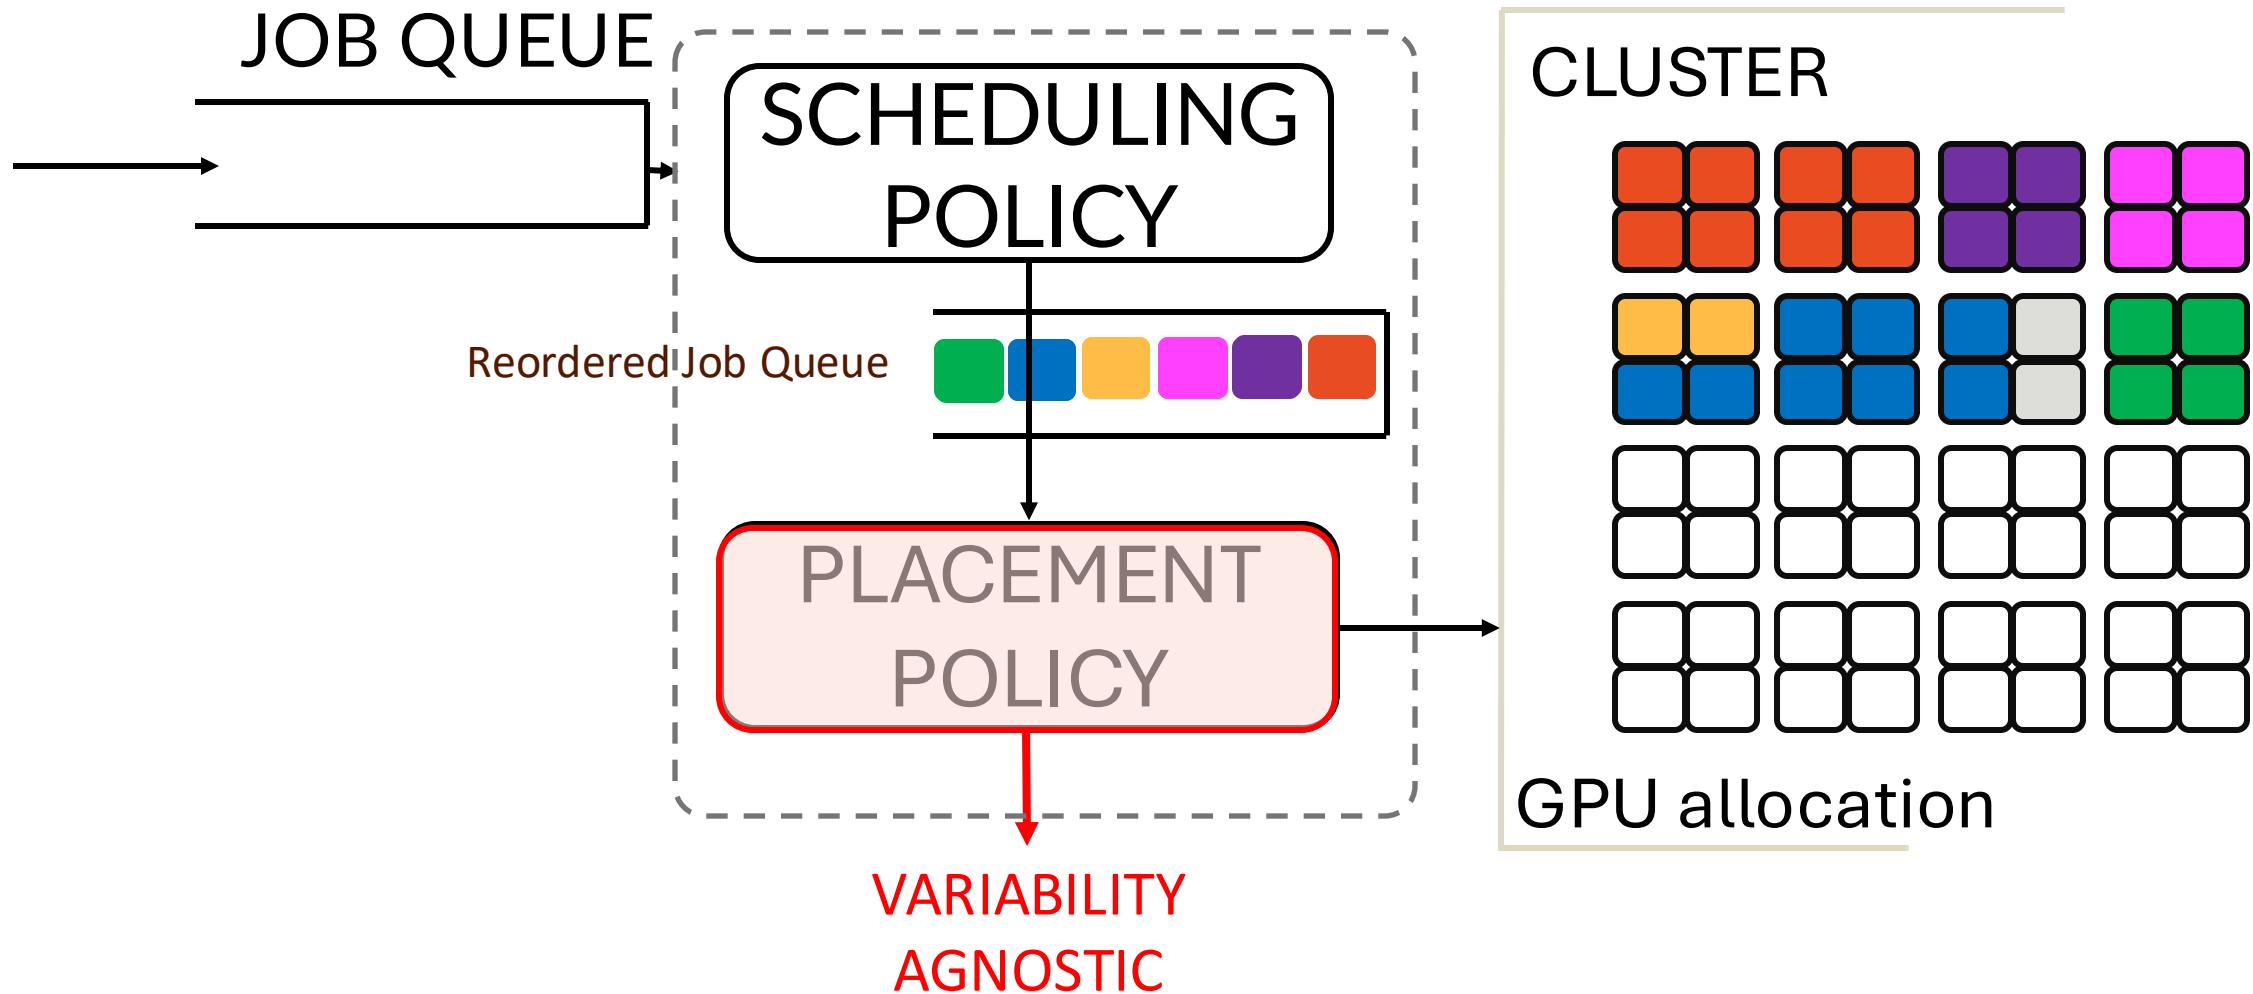 JOB QUEUE
SCHEDULING
POLICY
Reordered Job Queue
PLACEMENT
POLICY
VARIABILITY
AGNOSTIC
CLUSTER
GPU allocation